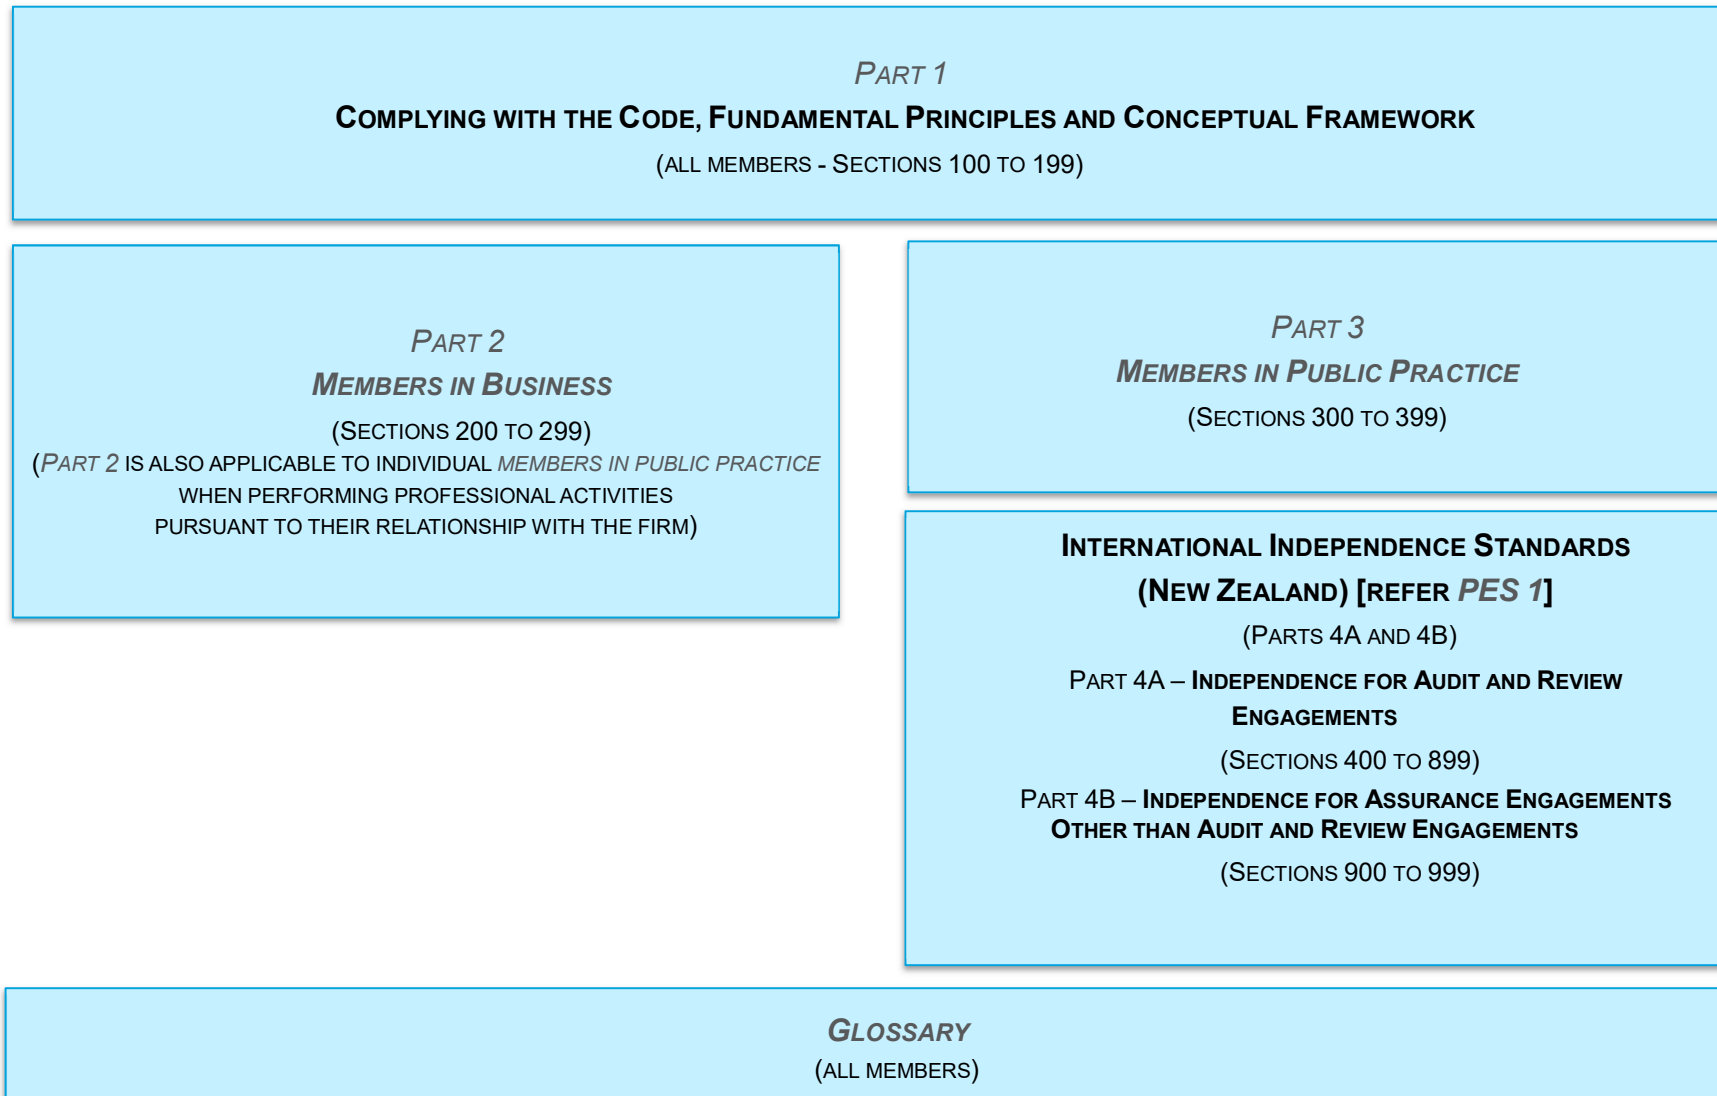 PART 1
COMPLYING WITH THE CODE, FUNDAMENTAL PRINCIPLES AND CONCEPTUAL FRAMEWORK
(ALL MEMBERS - SECTIONS 100 TO 199)
PART 2
MEMBERS IN BUSINESS
(SECTIONS 200 TO 299)
(PART 2 IS ALSO APPLICABLE TO INDIVIDUAL MEMBERS IN PUBLIC PRACTICE
WHEN PERFORMING PROFESSIONAL ACTIVITIES
PURSUANT TO THEIR RELATIONSHIP WITH THE FIRM)
PART 3
MEMBERS IN PUBLIC PRACTICE
(SECTIONS 300 TO 399)
INTERNATIONAL INDEPENDENCE STANDARDS
(NEW ZEALAND) [REFER PES 1]
(PARTS 4A AND 4B)
PART 4A – INDEPENDENCE FOR AUDIT AND REVIEW
ENGAGEMENTS
(SECTIONS 400 TO 899)
PART 4B – INDEPENDENCE FOR ASSURANCE ENGAGEMENTS
OTHER THAN AUDIT AND REVIEW ENGAGEMENTS
(SECTIONS 900 TO 999)
GLOSSARY
(ALL MEMBERS)